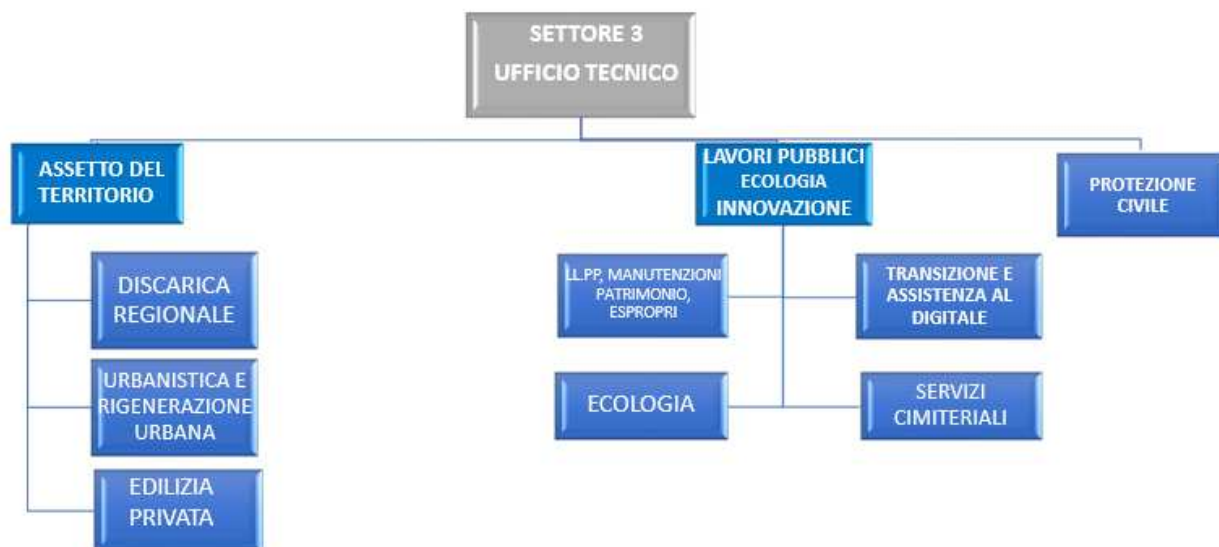 SETTORE 3
UFFICIO TECNICO
ASSETTO DEL
TERRITORIO
LAVORI PUBBLICI
ECOLOGIA
INNOVAZIONE
PROTEZIONE
CIVILE
DISCARICA
REGIONALE
URBANISTICA E
RIGENERAZIONE
URBANA
EDILIZIA
PRIVATA
LL.PP, MANUTENZIONI
PATRIMONIO,
ESPROPRI
TRANSIZIONE E
ASSISTENZA AL
DIGITALE
ECOLOGIA
SERVIZI
CIMITERIALI